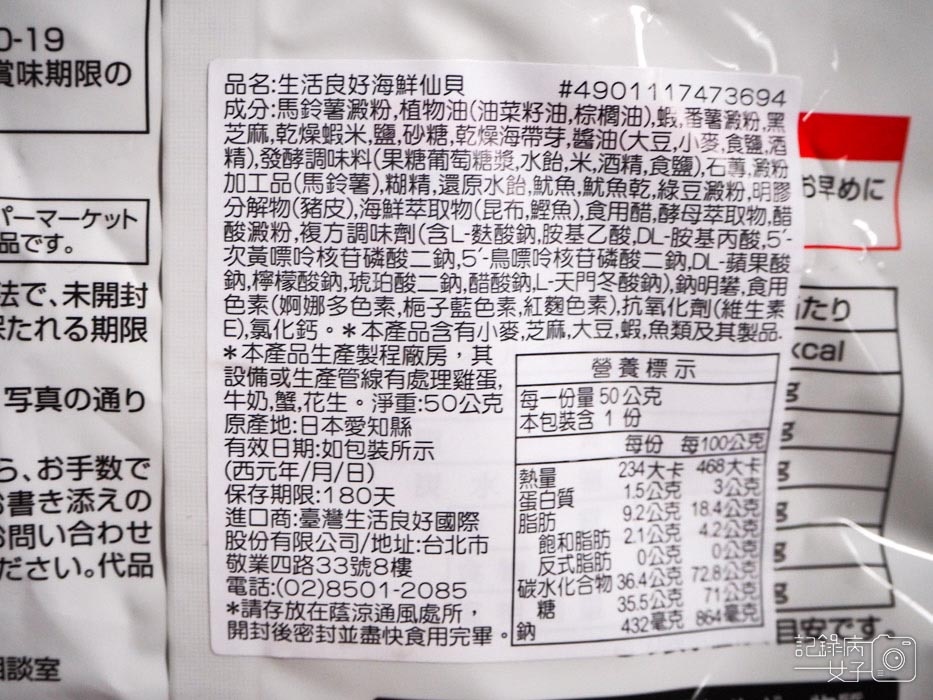 0-19
賞味期限の
パーマーケット
品です。
法で、未開封
保たれる期限
写真の通り
ら、お手数で
お書き添えの
お問い合わせ
ださい。代品
相談室
品名:生活良好海鮮仙貝 #4901117473694
成分:馬鈴薯澱粉,植物油(油菜籽油,棕櫚油),蝦,番薯澱粉,黑
芝麻,乾燥蝦米,鹽,砂糖,乾燥海帶芽,醬油(大豆,小麥,食鹽,酒
精),發酵調味料(果糖葡萄糖漿,水飴,米,酒精,食鹽),石蓴,澱粉
加工品(馬鈴薯),糊精,還原水飴,魷魚,魷魚乾,綠豆澱粉,明膠
分解物(豬皮),海鮮萃取物(昆布,鰹魚),食用醋,酵母萃取物,醋
酸澱粉,複方調味劑(含L-麩酸鈉,胺基乙酸,DL-胺基丙酸,5'-
次黃嘌呤核苷磷酸二鈉,5'-鳥嘌呤核苷磷酸二鈉,DL-蘋果酸
鈉,檸檬酸鈉,琥珀酸二鈉,醋酸鈉,L-天門冬酸鈉),鈉明礬,食用
色素(婀娜多色素,梔子藍色素,紅麴色素),抗氧化劑(維生素
E),氯化鈣。*本產品含有小麥,芝麻,大豆,蝦,魚類及其製品.
*本產品生產製程廠房，其
設備或生產管線有處理雞蛋,
牛奶,蟹,花生。淨重:50公克
原產地:日本愛知縣
有效日期:如包裝所示
(西元年/月/日)
保存期限:180天
進口商:臺灣生活良好國際
股份有限公司/地址:台北市
敬業四路33號8樓
電話:(02)8501-2085
*請存放在蔭涼通風處所，
開封後密封並盡快食用完畢。
營養標示
每一份量 50公克
本包裝含 1 份
每份 每100公克
熱量 234大卡 468大卡
蛋白質 1.5公克 3公克
脂肪 9.2公克 18.4公克
飽和脂肪 2.1公克 4.2公克
反式脂肪 0公克 0公克
碳水化合物 36.4公克 72.8公克
糖 35.5公克 71公克
鈉 432毫克 864毫克
お早めに
たり
kcal
g
g
g
g
g
g
目安です。
記錄病
女子